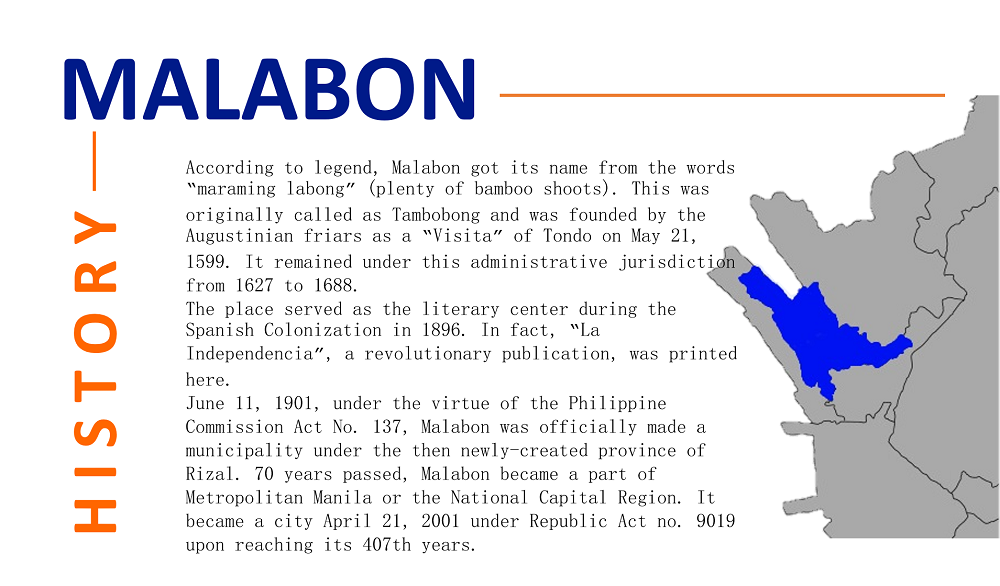 MALABON
HISTORY
According to legend, Malabon got its name from the words
“maraming labong” (plenty of bamboo shoots). This was
originally called as Tambobong and was founded by the
Augustinian friars as a “Visita” of Tondo on May 21,
1599. It remained under this administrative jurisdiction
from 1627 to 1688.
The place served as the literary center during the
Spanish Colonization in 1896. In fact, “La
Independencia”, a revolutionary publication, was printed
here.
June 11, 1901, under the virtue of the Philippine
Commission Act No. 137, Malabon was officially made a
municipality under the then newly-created province of
Rizal. 70 years passed, Malabon became a part of
Metropolitan Manila or the National Capital Region. It
became a city April 21, 2001 under Republic Act no. 9019
upon reaching its 407th years.